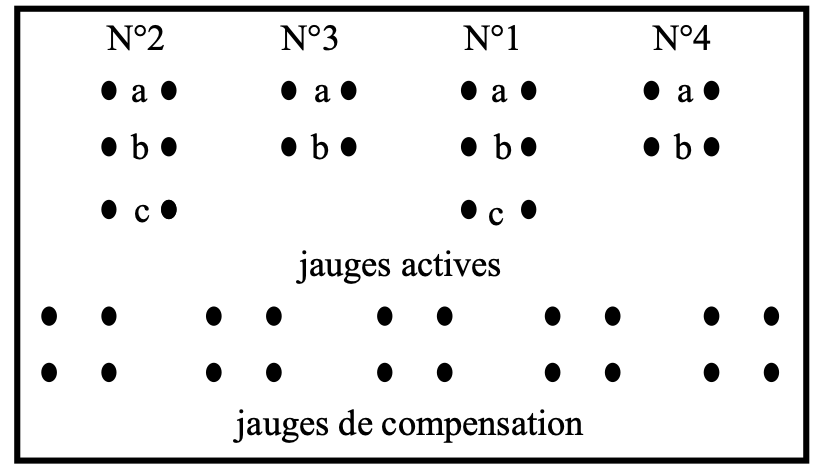 N°2 N°3 N°1 N°4
a a a a
b b b b
c c
jauges actives
jauges de compensation